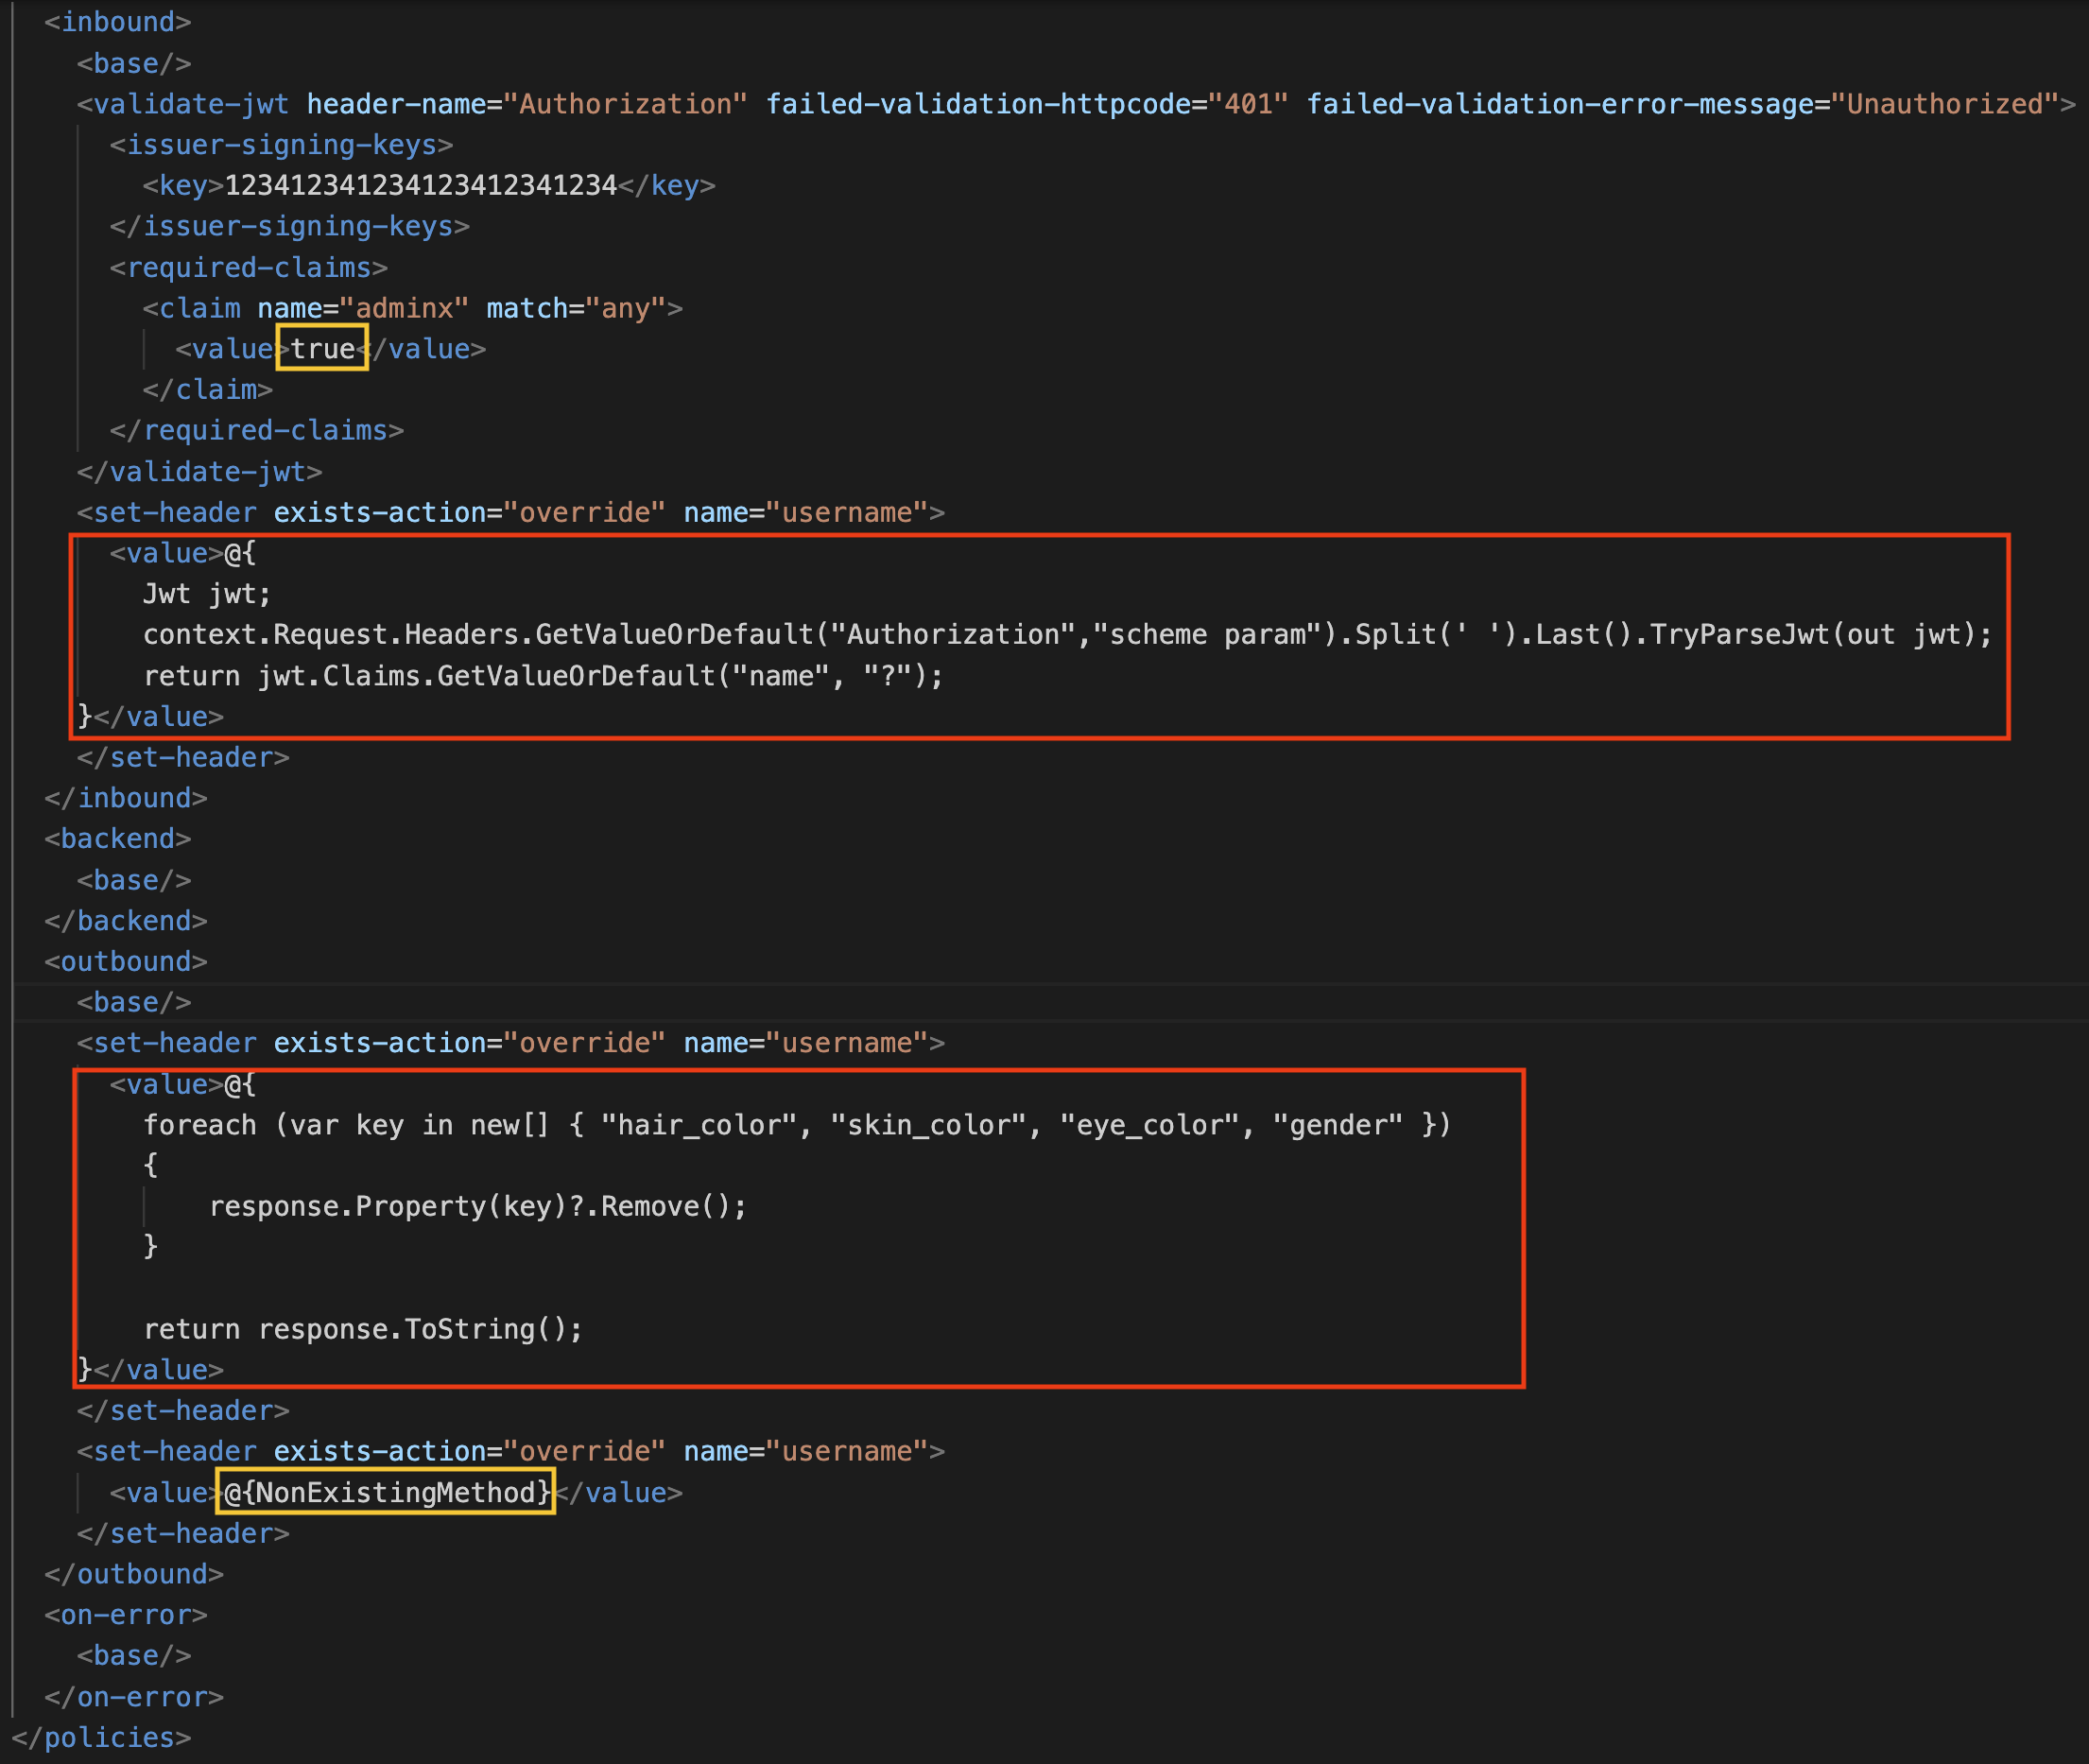 <inbound>
<base/>
<validate-jwt header-name="Authorization" failed-validation-httpcode="401" failed-validation-error-message="Unauthorized">
<issuer-signing-keys>
<key>123412341234123412341234</key>
</issuer-signing-keys>
<required-claims>
<claim name="adminx" match="any">
<value>true</value>
</claim>
</required-claims>
</validate-jwt>
<set-header exists-action="override" name="username">
<value>@{
Jwt jwt;
context.Request.Headers.GetValueOrDefault("Authorization","scheme param").Split(' ').Last().TryParseJwt(out jwt);
return jwt.Claims.GetValueOrDefault("name", "?");
}</value>
</set-header>
</inbound>
<backend>
<base/>
</backend>
<outbound>
<base/>
<set-header exists-action="override" name="username">
<value>@{
foreach (var key in new[] { "hair_color", "skin_color", "eye_color", "gender" })
{
response.Property(key)?.Remove();
}
return response.ToString();
}</value>
</set-header>
<set-header exists-action="override" name="username">
<value>@{NonExistingMethod}</value>
</set-header>
</outbound>
<on-error>
<base/>
</on-error>
</policies>